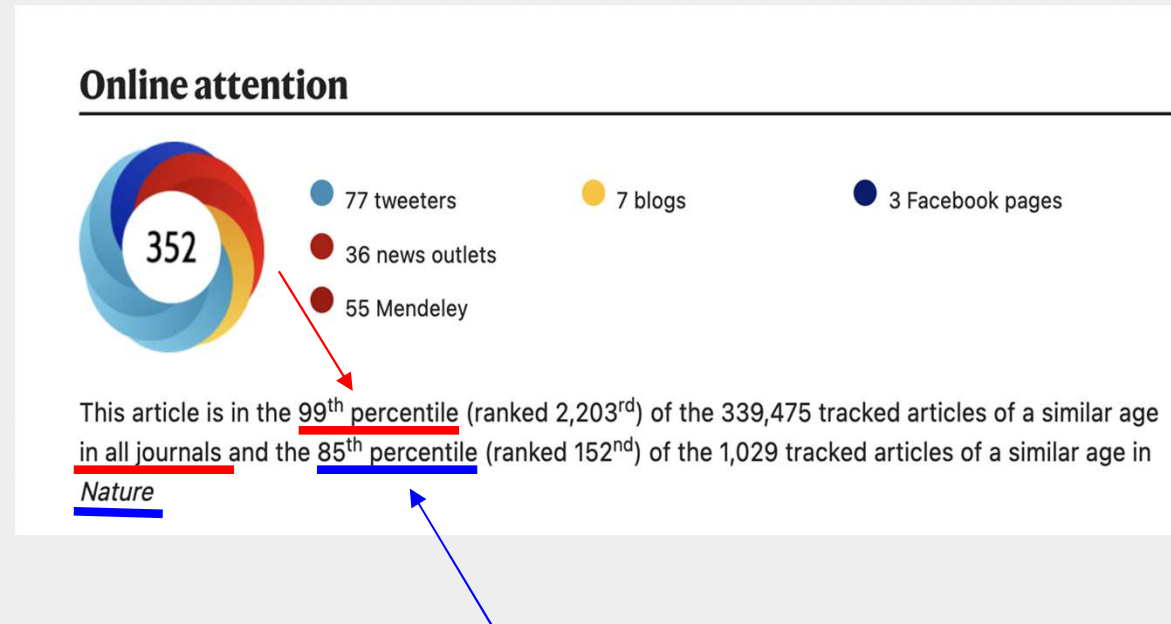 Online attention
352
77 tweeters
7 blogs
3 Facebook pages
36 news outlets
55 Mendeley
This article is in the 99th percentile (ranked 2,203rd) of the 339,475 tracked articles of a similar age
in all journals and the 85th percentile (ranked 152nd) of the 1,029 tracked articles of a similar age in
Nature